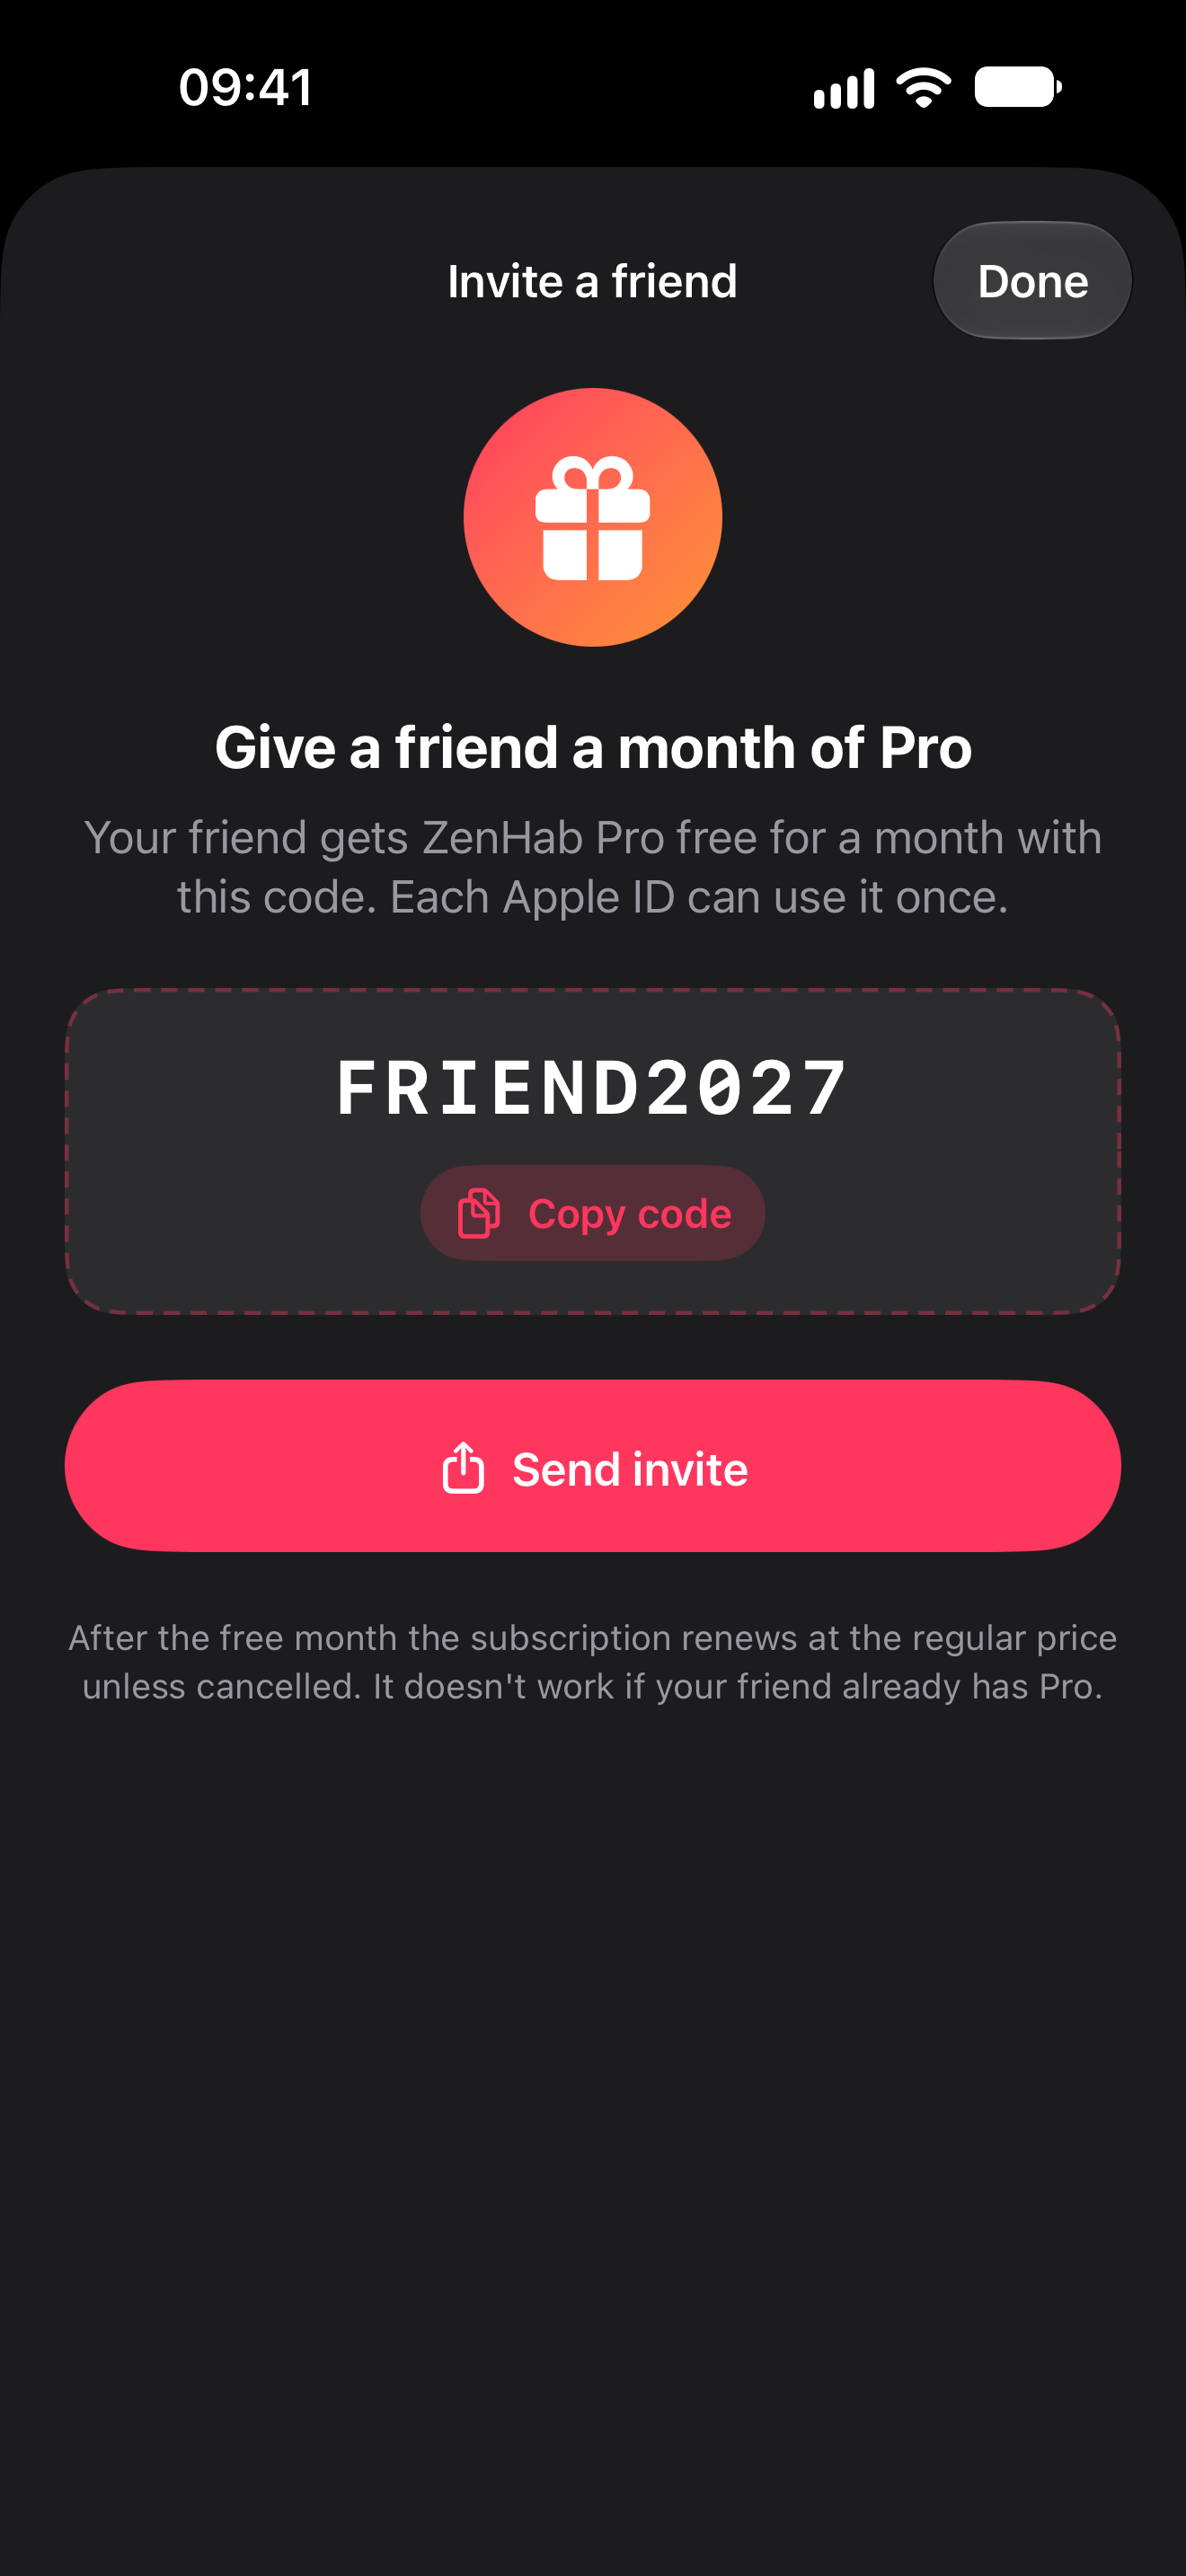 09:41
Invite a friend
Done
Give a friend a month of Pro
Your friend gets ZenHab Pro free for a month with
this code. Each Apple ID can use it once.
FRIEND2027
Copy code
Send invite
After the free month the subscription renews at the regular price
unless cancelled. It doesn't work if your friend already has Pro.